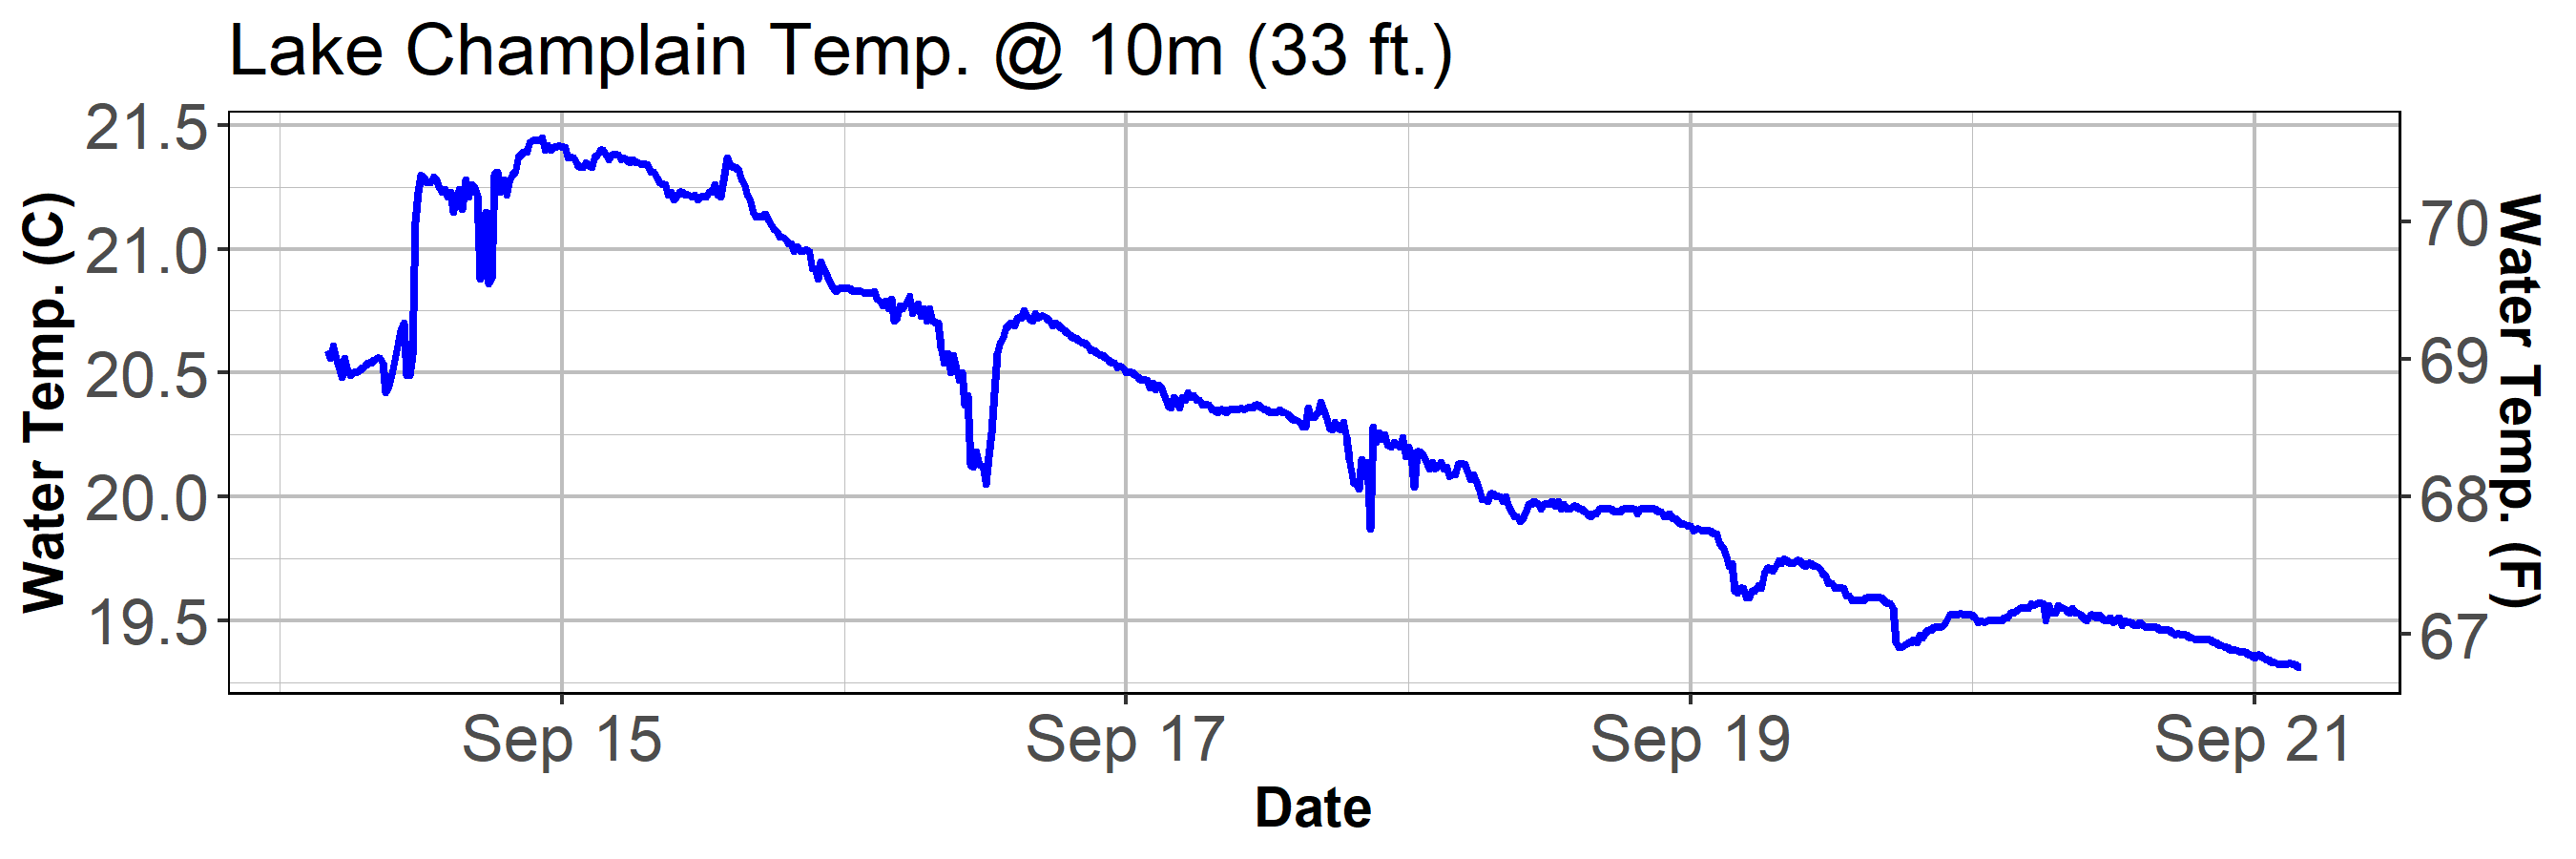 Lake Champlain Temp. @ 10m (33 ft.)
Water Temp. (C)
21.5
21.0
20.5
20.0
19.5
70
69
68
67
Water Temp. (F)
Sep 15 Sep 17 Sep 19 Sep 21
Date